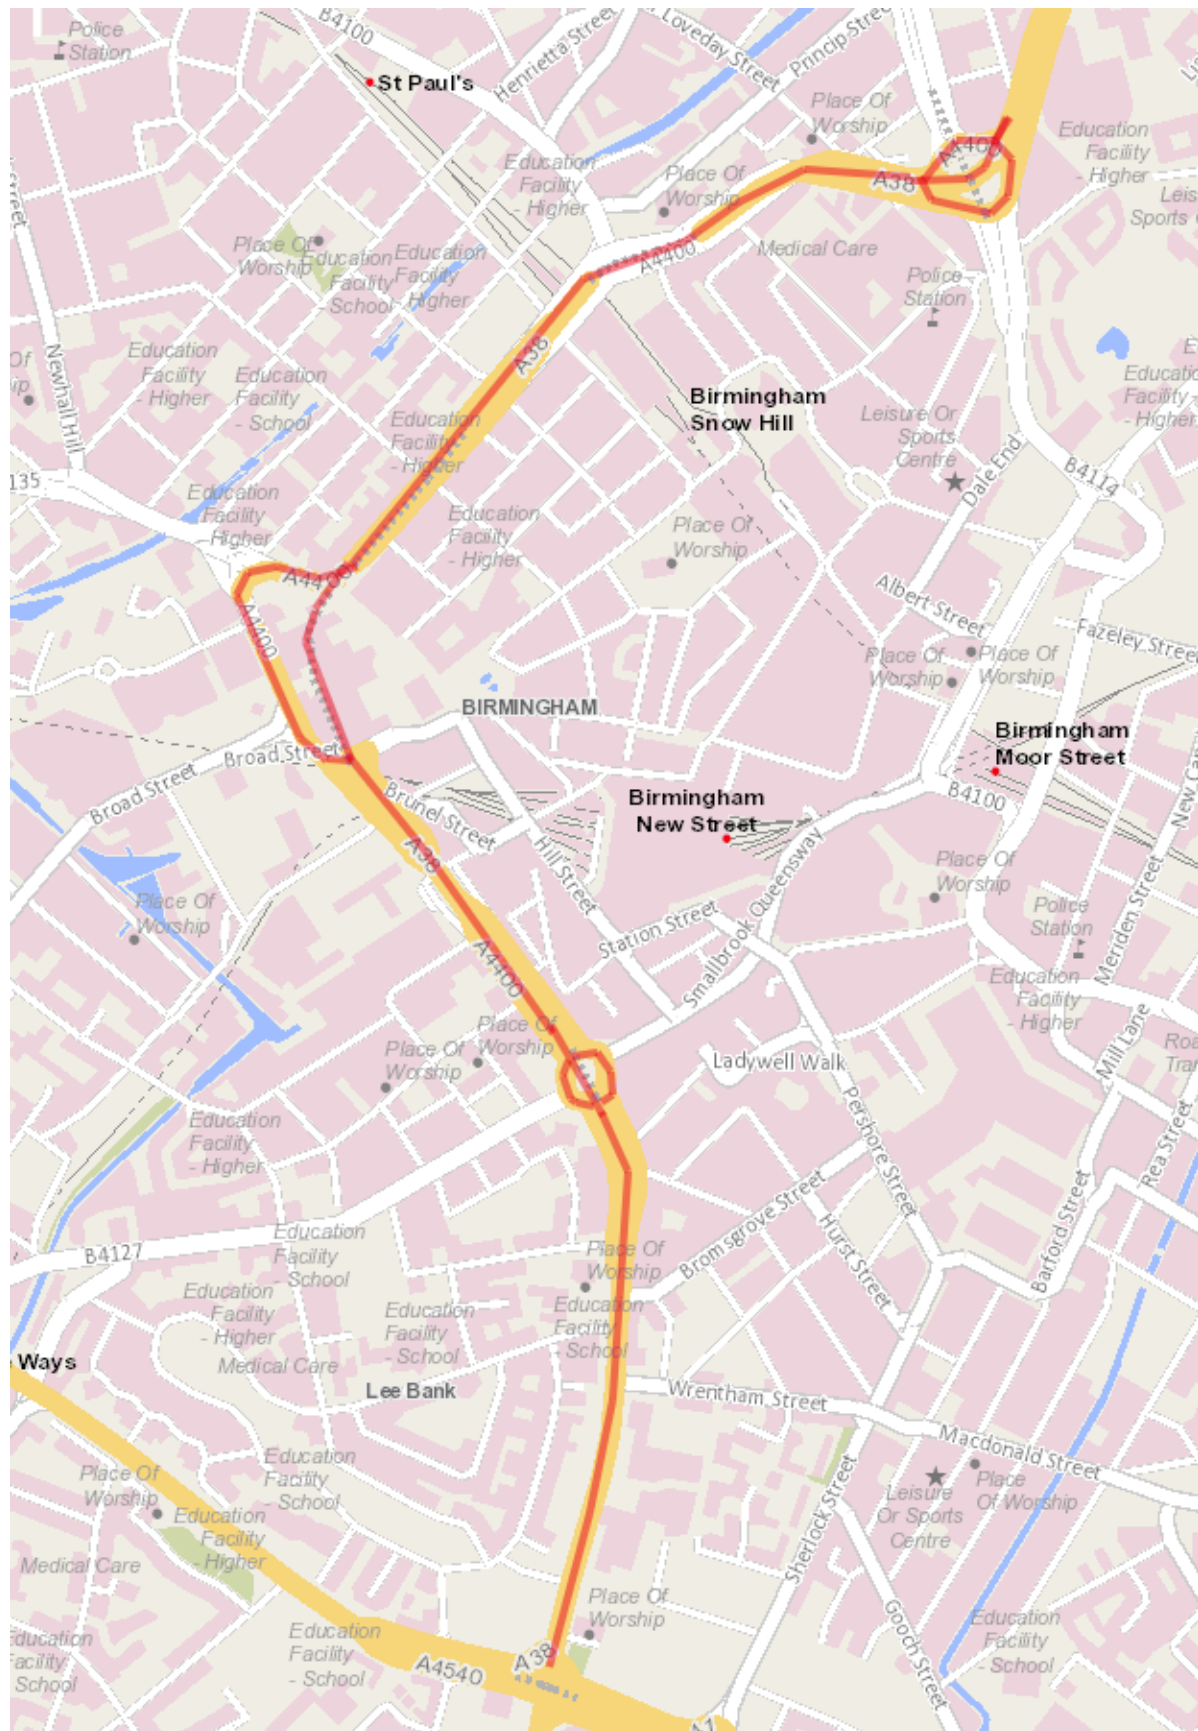 B4100
Police
Station
St Paul's
Henrietta Street
Loveday Street
Princip Street
Place Of
Worship
A4400
Education
Facility
- Higher
Education
Facility
- Higher
Place Of
Worship
A38
Leis
Sports
Street
Place Of
Worship
Education
Facility
- School
Education
Facility
- Higher
A4400
Medical Care
Police
Station
Newhall Hill
Education
Facility
- Higher
Education
Facility
- School
A38
Birmingham
Snow Hill
Leisure Or
Sports
Centre
Education
Facility
- Higher
Education
Facility
- Higher
Dale End
B4114
135
Education
Facility
Higher
Education
Facility
- Higher
Place Of
Worship
A4400
A4400
Albert Street
Fazeley Street
Place Of
Worship
Place Of
Worship
BIRMINGHAM
Broad Street
Broad Street
Birmingham
Moor Street
Brunel Street
Birmingham
New Street
B4100
A38
Hill Street
Smallbrook Queensway
Place Of
Worship
Place Of
Worship
Police
Station
Meriden Street
Station Street
A4400
Education
Facility
- Higher
Place Of
Worship
Place Of
Worship
Ladywell Walk
Mill Lane
Pershore Street
Education
Facility
- Higher
Rea Street
Bromsgrove Street
Hurst Street
Barford Street
B4127
Education
Facility
- School
Place Of
Worship
Education
Facility
- Higher
Education
Facility
- School
Education
Facility
- School
Ways
Medical Care
Lee Bank
Wrentham Street
Macdonald Street
Place Of
Worship
Education
Facility
- School
Leisure
Or Sports
Centre
Place
Of Worship
Education
Facility
- Higher
Sherlock Street
Medical Care
Place Of
Worship
Gooch Street
Education
Facility
- School
Education
Facility
- School
Education
Facility
- School
A38
A4540